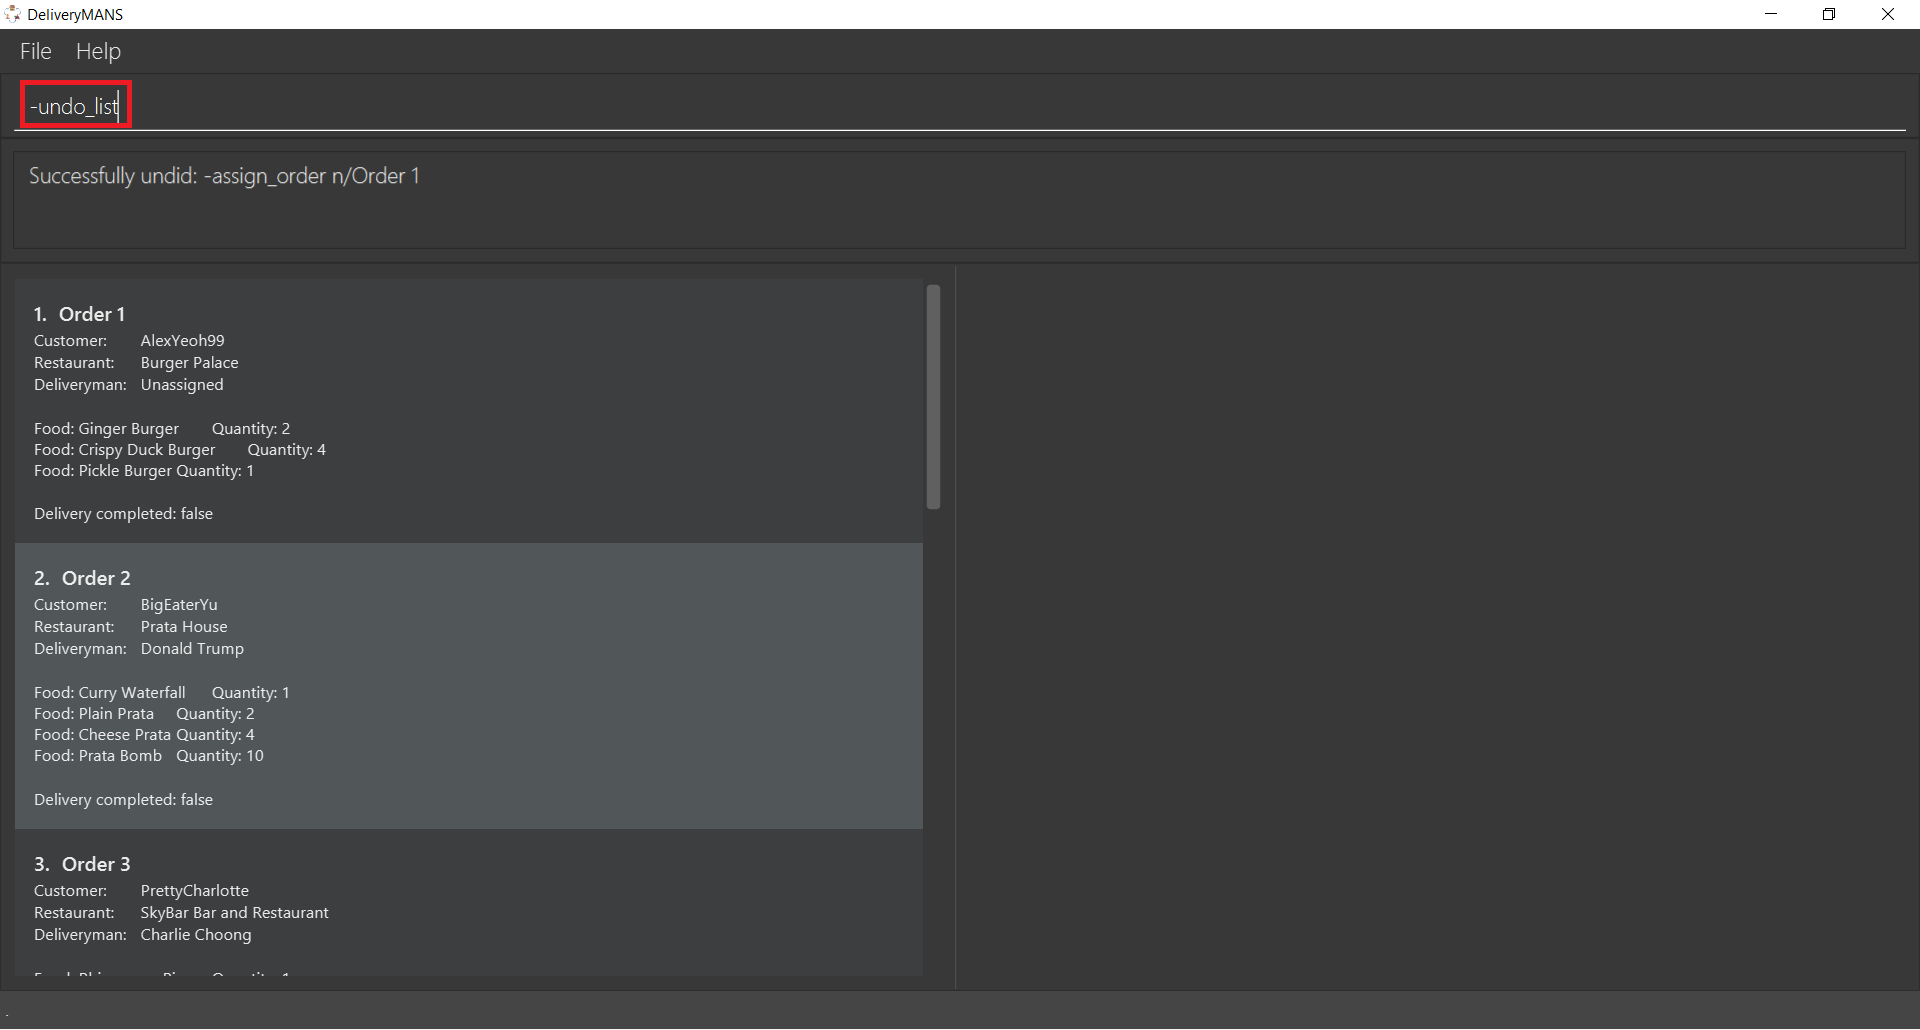 DeliveryMANS
File Help
-undo_list
Successfully undid: -assign_order n/Order 1
1. Order 1
Customer: AlexYeoh99
Restaurant: Burger Palace
Deliveryman: Unassigned
Food: Ginger Burger Quantity: 2
Food: Crispy Duck Burger Quantity: 4
Food: Pickle Burger Quantity: 1
Delivery completed: false
2. Order 2
Customer: BigEaterYu
Restaurant: Prata House
Deliveryman: Donald Trump
Food: Curry Waterfall Quantity: 1
Food: Plain Prata Quantity: 2
Food: Cheese Prata Quantity: 4
Food: Prata Bomb Quantity: 10
Delivery completed: false
3. Order 3
Customer: PrettyCharlotte
Restaurant: SkyBar Bar and Restaurant
Deliveryman: Charlie Choong